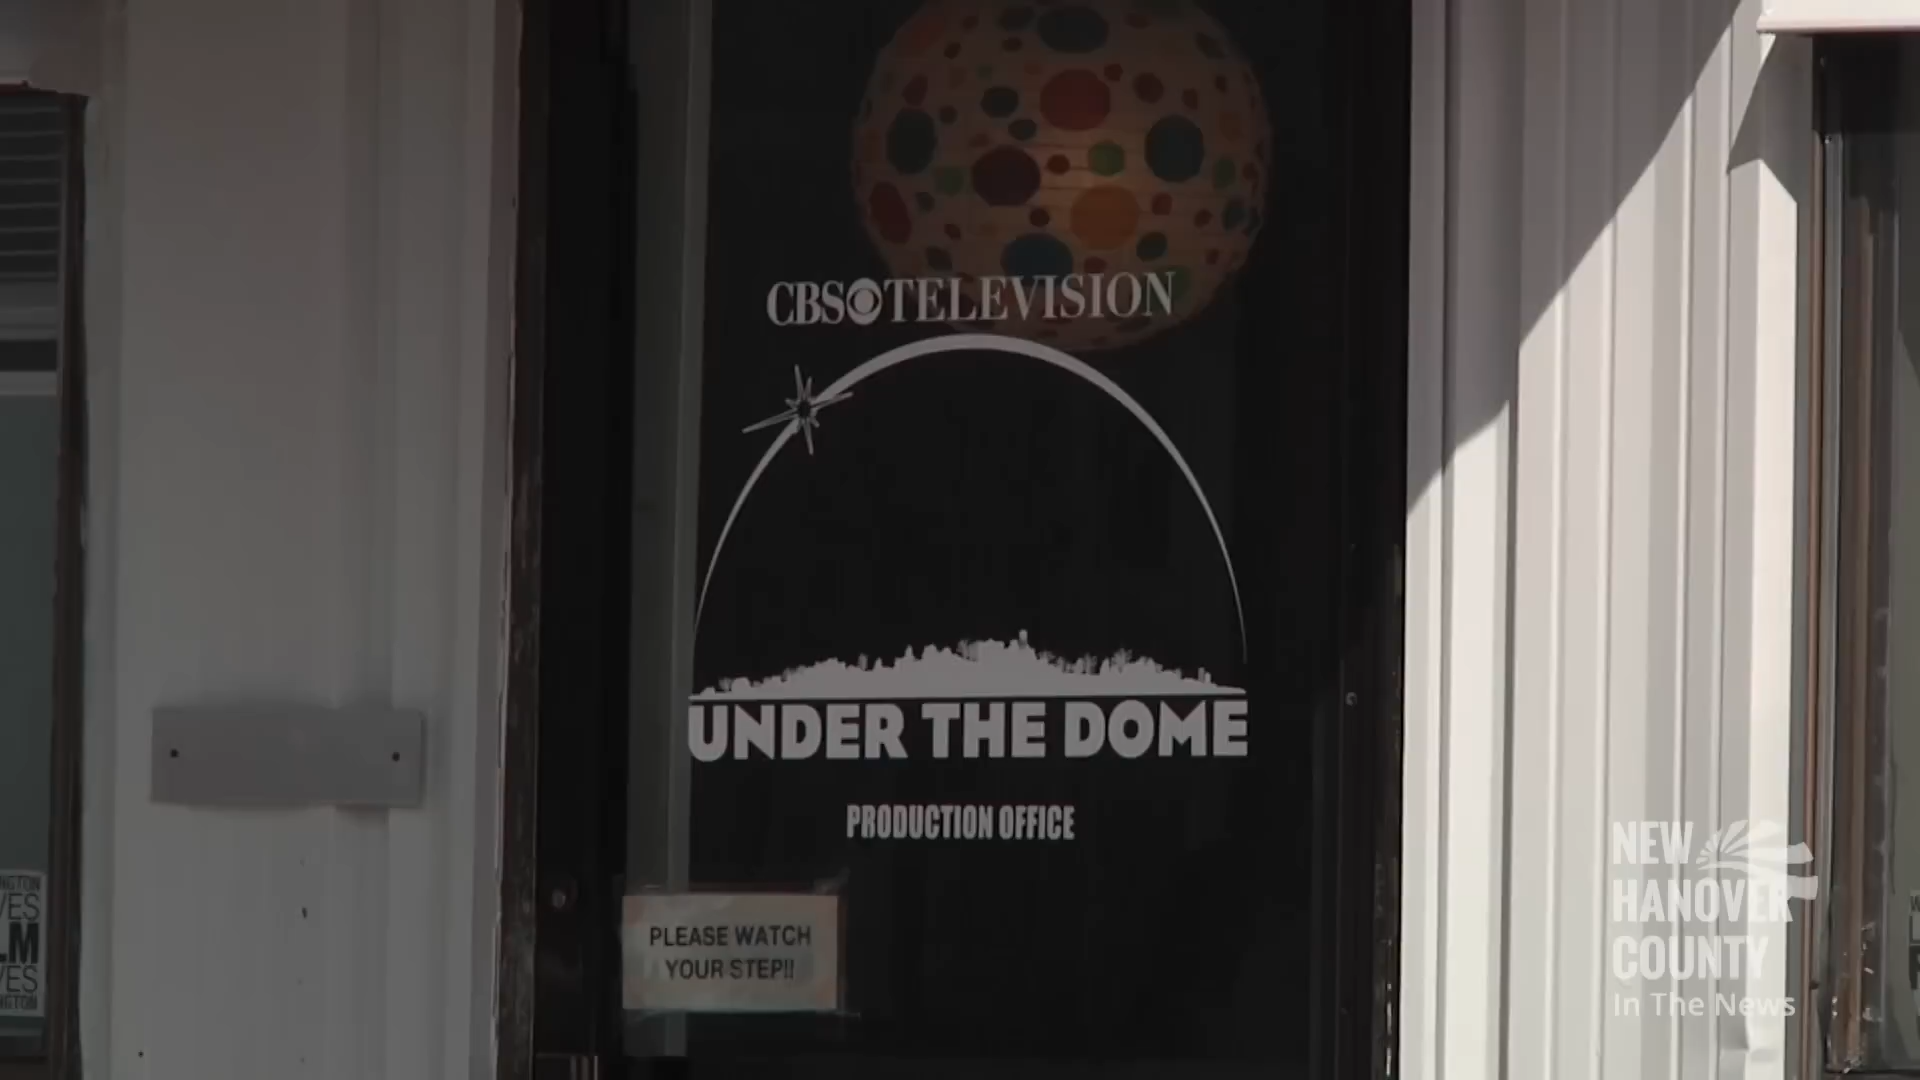 CBS TELEVISION
UNDER THE DOME
PRODUCTION OFFICE
PLEASE WATCH
YOUR STEP!!
NEW
HANOVER
COUNTY
In The News